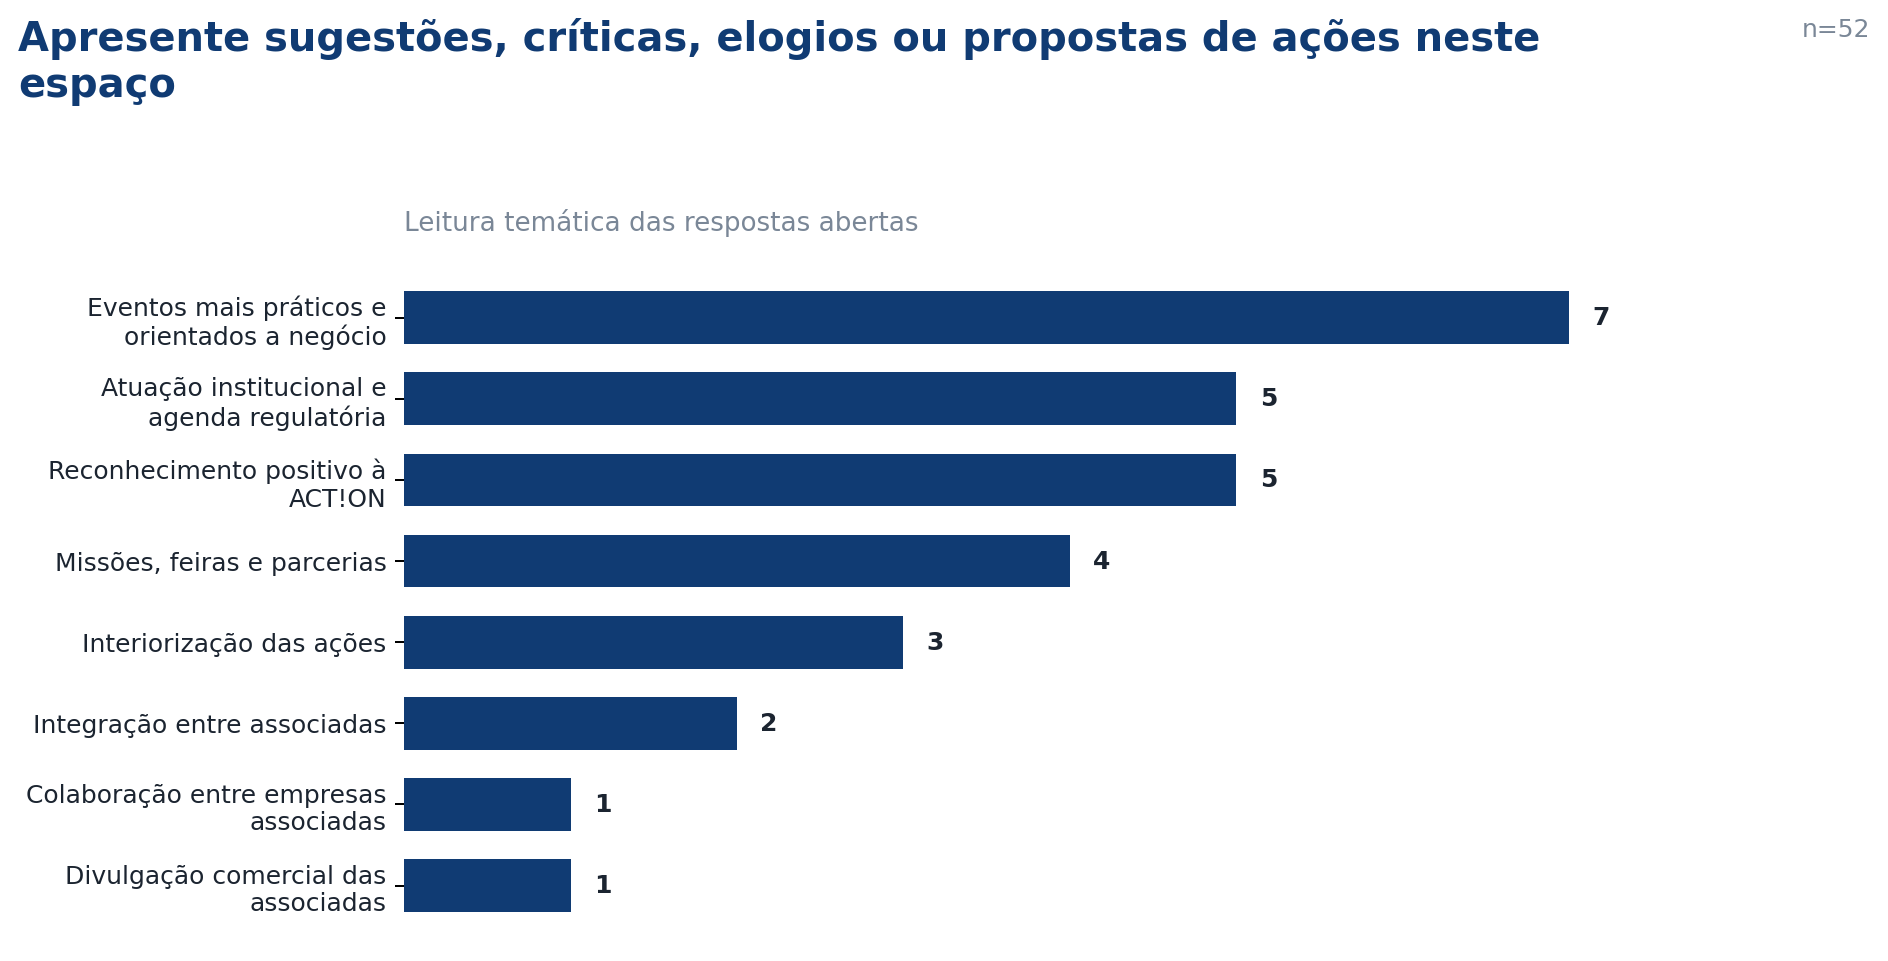 Apresente sugestões, críticas, elogios ou propostas de ações neste
espaço
n=52
Leitura temática das respostas abertas
Eventos mais práticos e
orientados a negócio
7
Atuação institucional e
agenda regulatória
5
Reconhecimento positivo à
ACT!ON
5
Missões, feiras e parcerias
4
Interiorização das ações
3
Integração entre associadas
2
Colaboração entre empresas
associadas
1
Divulgação comercial das
associadas
1